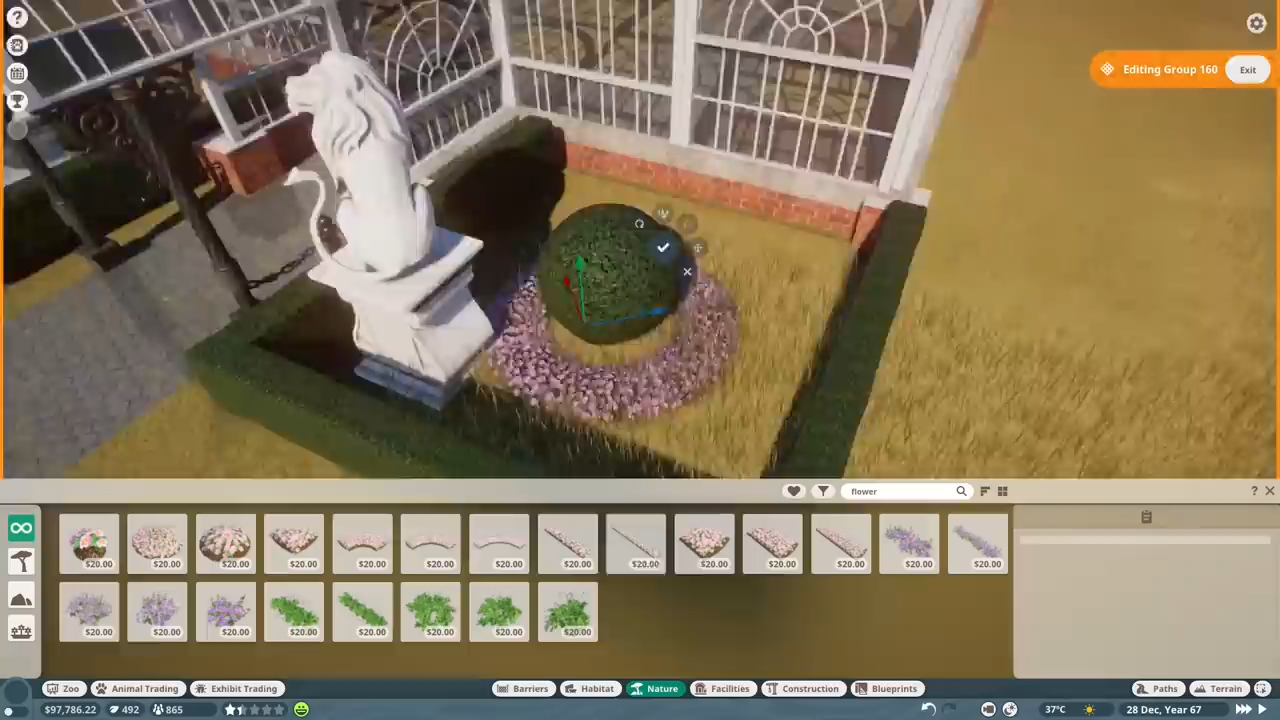 Editing Group 160
Exit
flower
$20.00 $20.00 $20.00 $20.00 $20.00 $20.00 $20.00 $20.00 $20.00 $20.00 $20.00 $20.00 $20.00 $20.00
$20.00 $20.00 $20.00 $20.00 $20.00 $20.00 $20.00 $20.00
Zoo Animal Trading Exhibit Trading Barriers Habitat Nature Facilities Construction Blueprints Paths Terrain
$97,786.22 492 865 37°C 28 Dec, Year 67